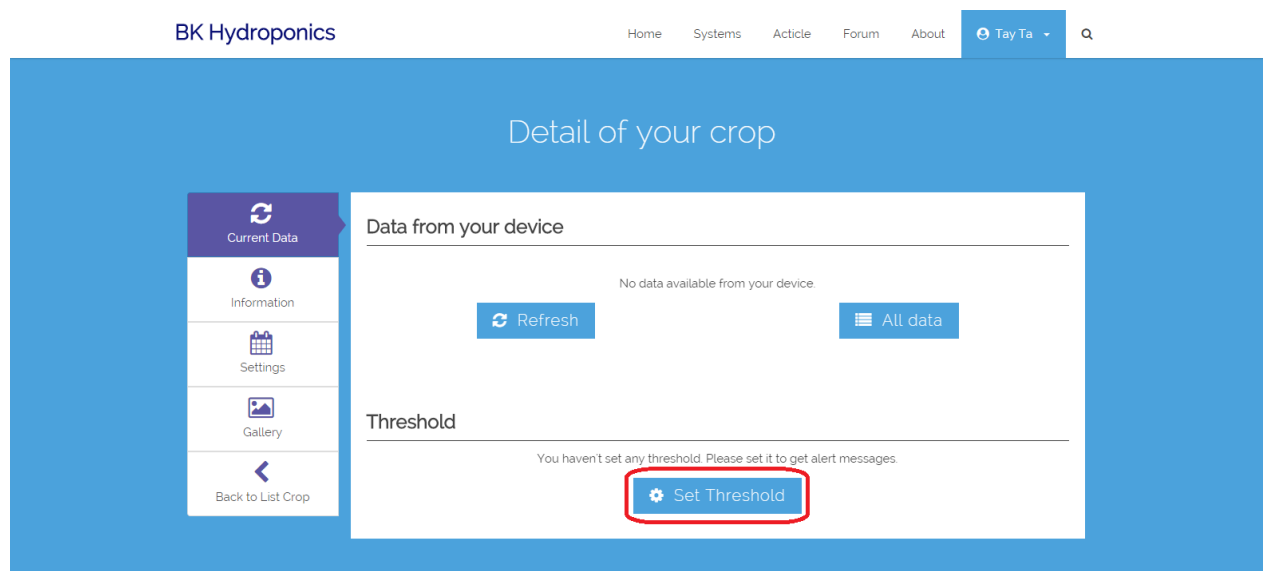 BK Hydroponics
Home Systems Acticle Forum About Tay Ta
Detail of your crop
Current Data
Information
Settings
Gallery
Back to List Crop
Data from your device
No data available from your device.
Refresh All data
Threshold
You haven't set any threshold. Please set it to get alert messages.
Set Threshold